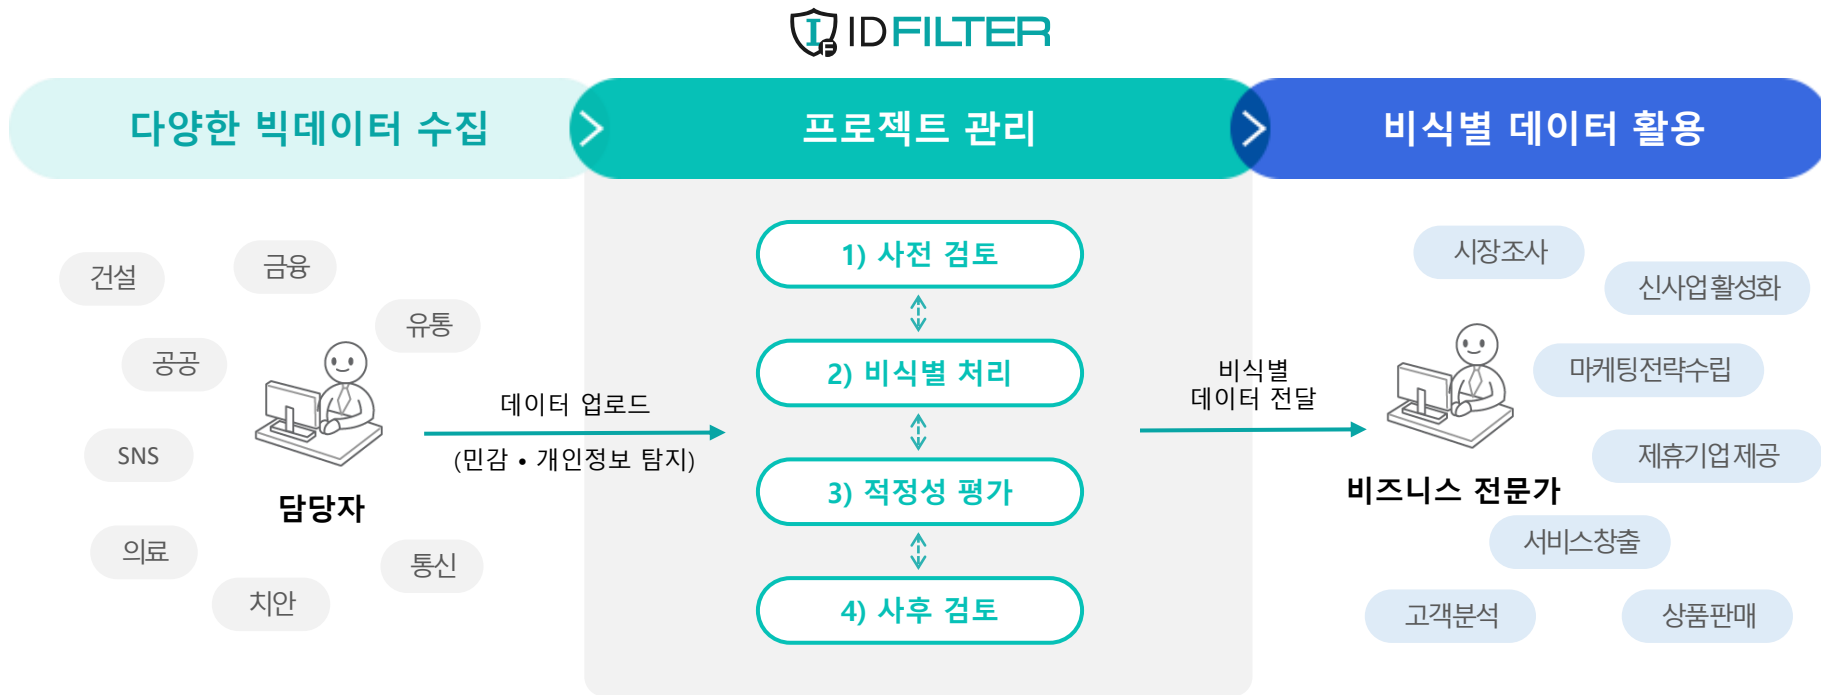 IDFILTER
다양한 빅데이터 수집
프로젝트 관리
비식별 데이터 활용
건설
금융
유통
공공
SNS
담당자
의료
통신
치안
데이터 업로드
(민감 • 개인정보 탐지)
1) 사전 검토
2) 비식별 처리
3) 적정성 평가
4) 사후 검토
비식별
데이터 전달
시장조사
신사업 활성화
마케팅전략수립
제휴기업 제공
비즈니스 전문가
서비스창출
고객분석
상품판매